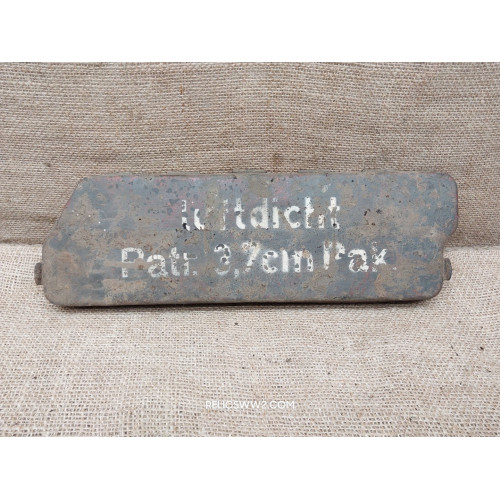 luftdicht
Patr. 3,7cm Pak.
RELICSWW2.COM